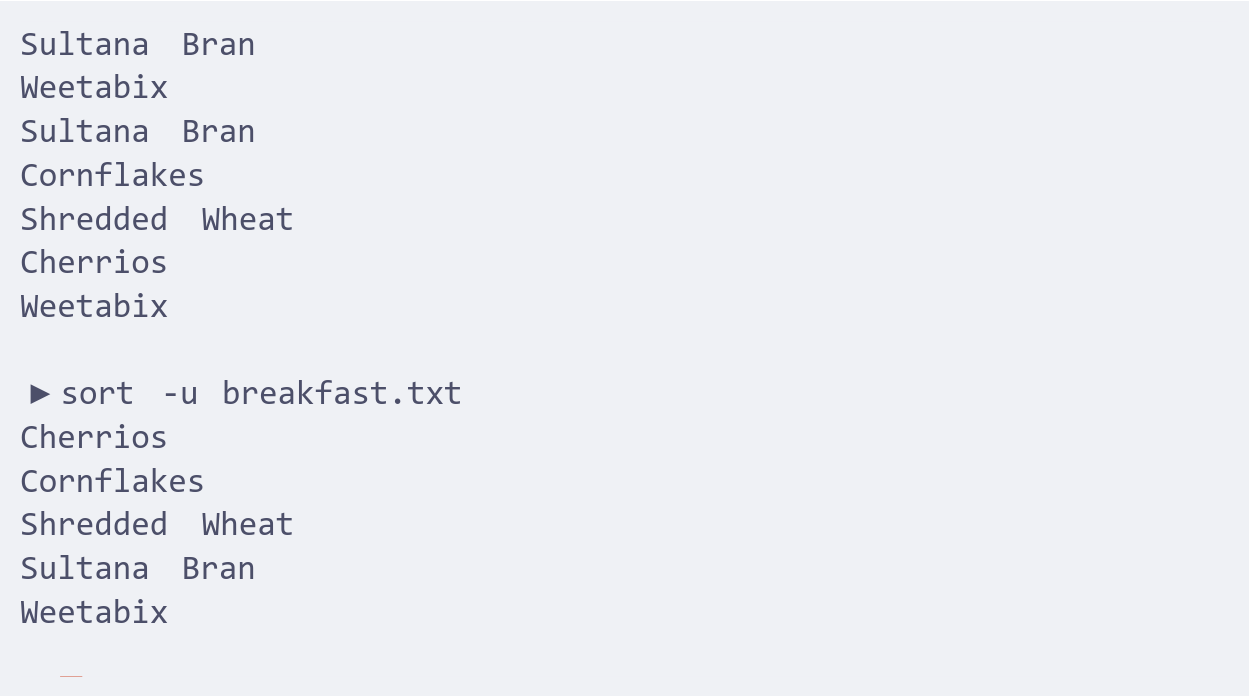 Sultana Bran
Weetabix
Sultana Bran
Cornflakes
Shredded Wheat
Cherrios
Weetabix
► sort -u breakfast.txt
Cherrios
Cornflakes
Shredded Wheat
Sultana Bran
Weetabix